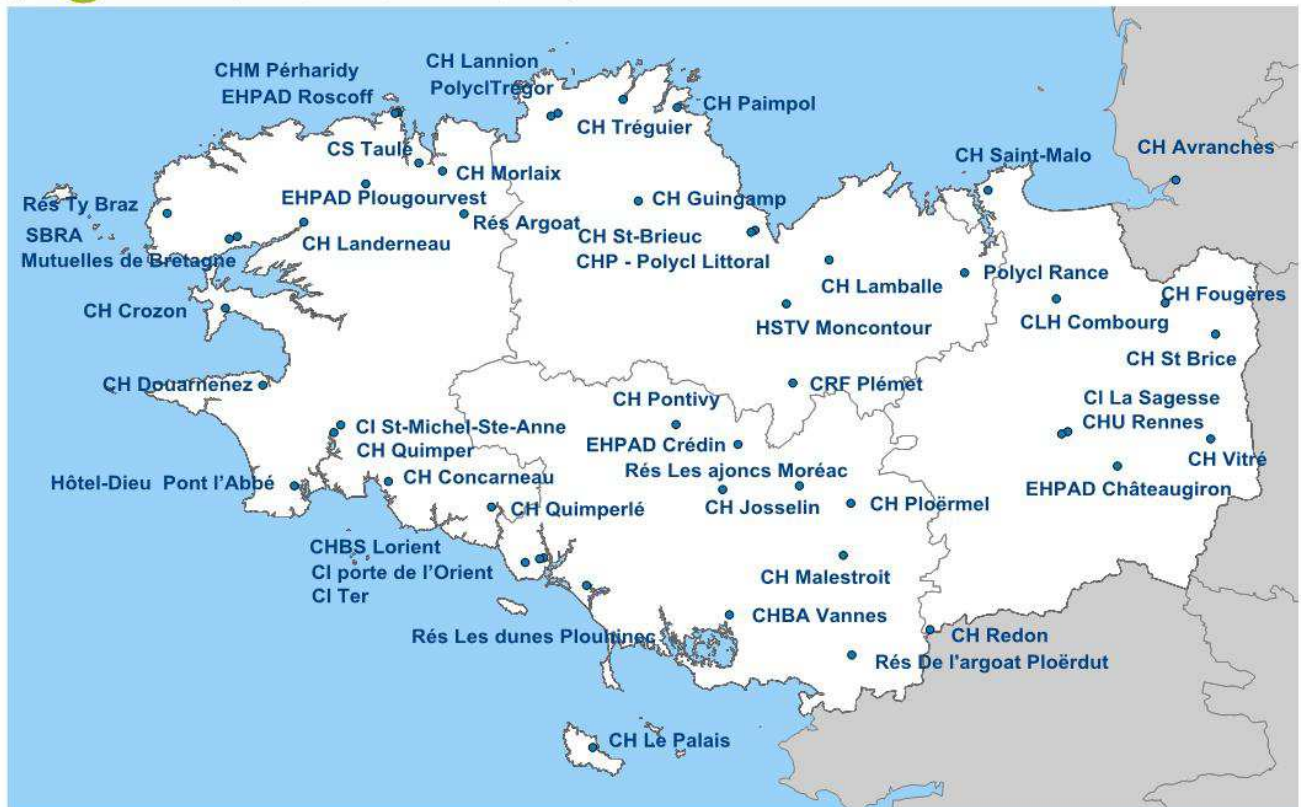 CH Lannion
CHM Pérharidy
PolyclTrégor
EHPAD Roscoff
CH Paimpol
CH Tréguier
CS Taulé
CH Avranches
CH Saint-Malo
CH Morlaix
EHPAD Plougourvest
CH Guingamp
Rés Ty Braz
Rés Argoat
SBRA
CH Landerneau
CH St-Brieuc
Mutuelles de Bretagne
CHP - Polycl Littoral
Polycl Rance
CH Lamballe
CH Fougères
CH Crozon
HSTV Moncontour
CLH Combourg
CH St Brice
CH Douarnenez
CRF Plémet
CH Pontivy
Cl La Sagesse
Cl St-Michel-Ste-Anne
CHU Rennes
EHPAD Crédin
CH Quimper
CH Vitré
Rés Les ajoncs Moréac
CH Concarneau
Hôtel-Dieu Pont l'Abbé
EHPAD Châteaugiron
CH Josselin
CH Ploërmel
CH Quimperlé
CHBS Lorient
Cl porte de l'Orient
CH Malestroit
Cl Ter
CHBA Vannes
Rés Les dunes Plouhinec
CH Redon
Rés De l'argoat Ploërdut
CH Le Palais